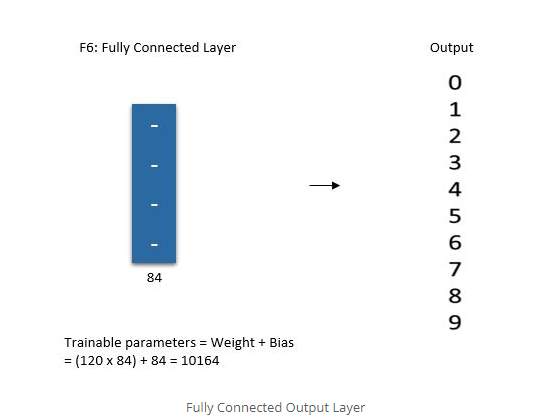 F6: Fully Connected Layer
Output
0
1
2
3
4
5
6
7
8
9
84
Trainable parameters = Weight + Bias
= (120 x 84) + 84 = 10164
Fully Connected Output Layer